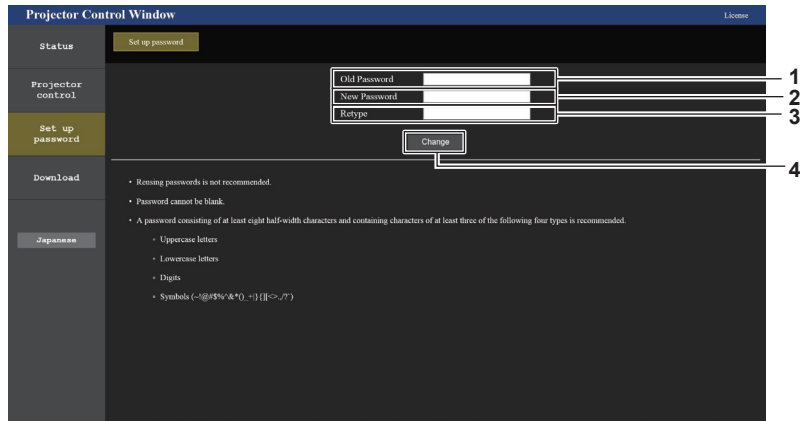 Projector Control Window
License
Status
Set up password
Projector
control
Set up
password
Download
Japanese
Old Password
New Password
Retype
Change
1
2
3
4
• Reusing passwords is not recommended.
• Password cannot be blank.
• A password consisting of at least eight half-width characters and containing characters of at least three of the following four types is recommended.
Uppercase letters
Lowercase letters
Digits
Symbols (~!@#$%^&*()_+|}{][<>.,/?`)